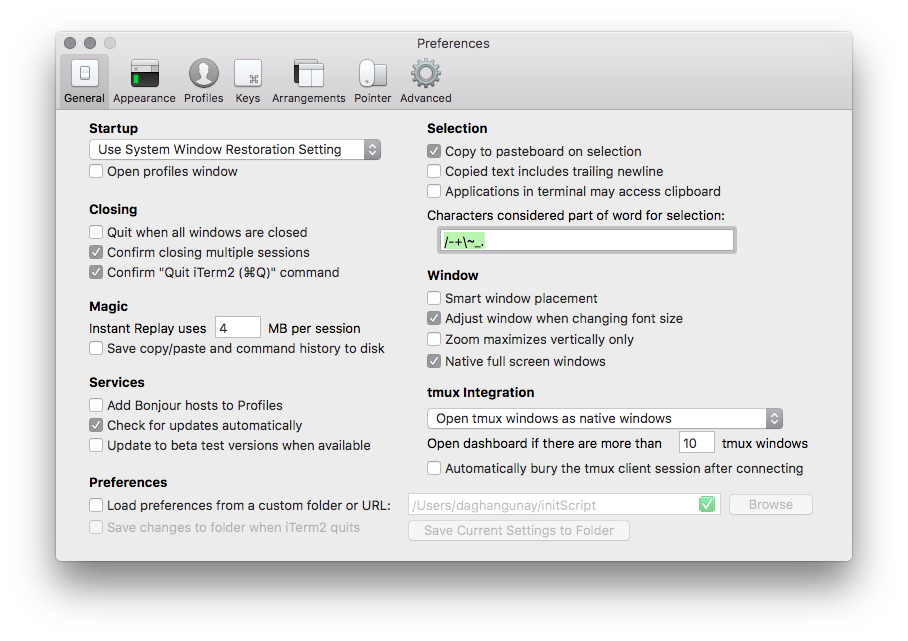 Preferences
General Appearance Profiles Keys Arrangements Pointer Advanced
Startup
Use System Window Restoration Setting
Open profiles window
Closing
Quit when all windows are closed
Confirm closing multiple sessions
Confirm "Quit iTerm2 (⌘Q)" command
Magic
Instant Replay uses 4 MB per session
Save copy/paste and command history to disk
Services
Add Bonjour hosts to Profiles
Check for updates automatically
Update to beta test versions when available
Selection
Copy to pasteboard on selection
Copied text includes trailing newline
Applications in terminal may access clipboard
Characters considered part of word for selection:
/-+\~_.
Window
Smart window placement
Adjust window when changing font size
Zoom maximizes vertically only
Native full screen windows
tmux Integration
Open tmux windows as native windows
Open dashboard if there are more than 10 tmux windows
Automatically bury the tmux client session after connecting
Preferences
Load preferences from a custom folder or URL: /Users/daghangunay/initScript Browse
Save changes to folder when iTerm2 quits Save Current Settings to Folder